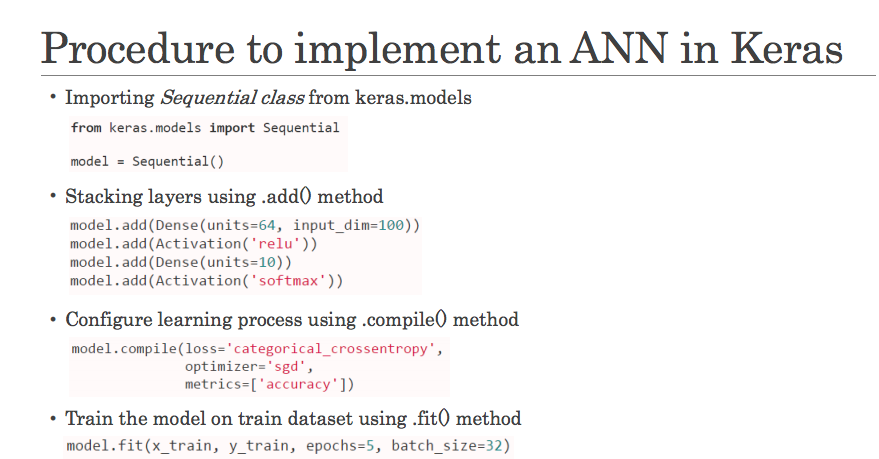 Procedure to implement an ANN in Keras
• Importing Sequential class from keras.models
from keras.models import Sequential
model = Sequential()
• Stacking layers using .add() method
model.add(Dense(units=64, input_dim=100))
model.add(Activation('relu'))
model.add(Dense(units=10))
model.add(Activation('softmax'))
• Configure learning process using .compile() method
model.compile(loss='categorical_crossentropy',
optimizer='sgd',
metrics=['accuracy'])
• Train the model on train dataset using .fit() method
model.fit(x_train, y_train, epochs=5, batch_size=32)